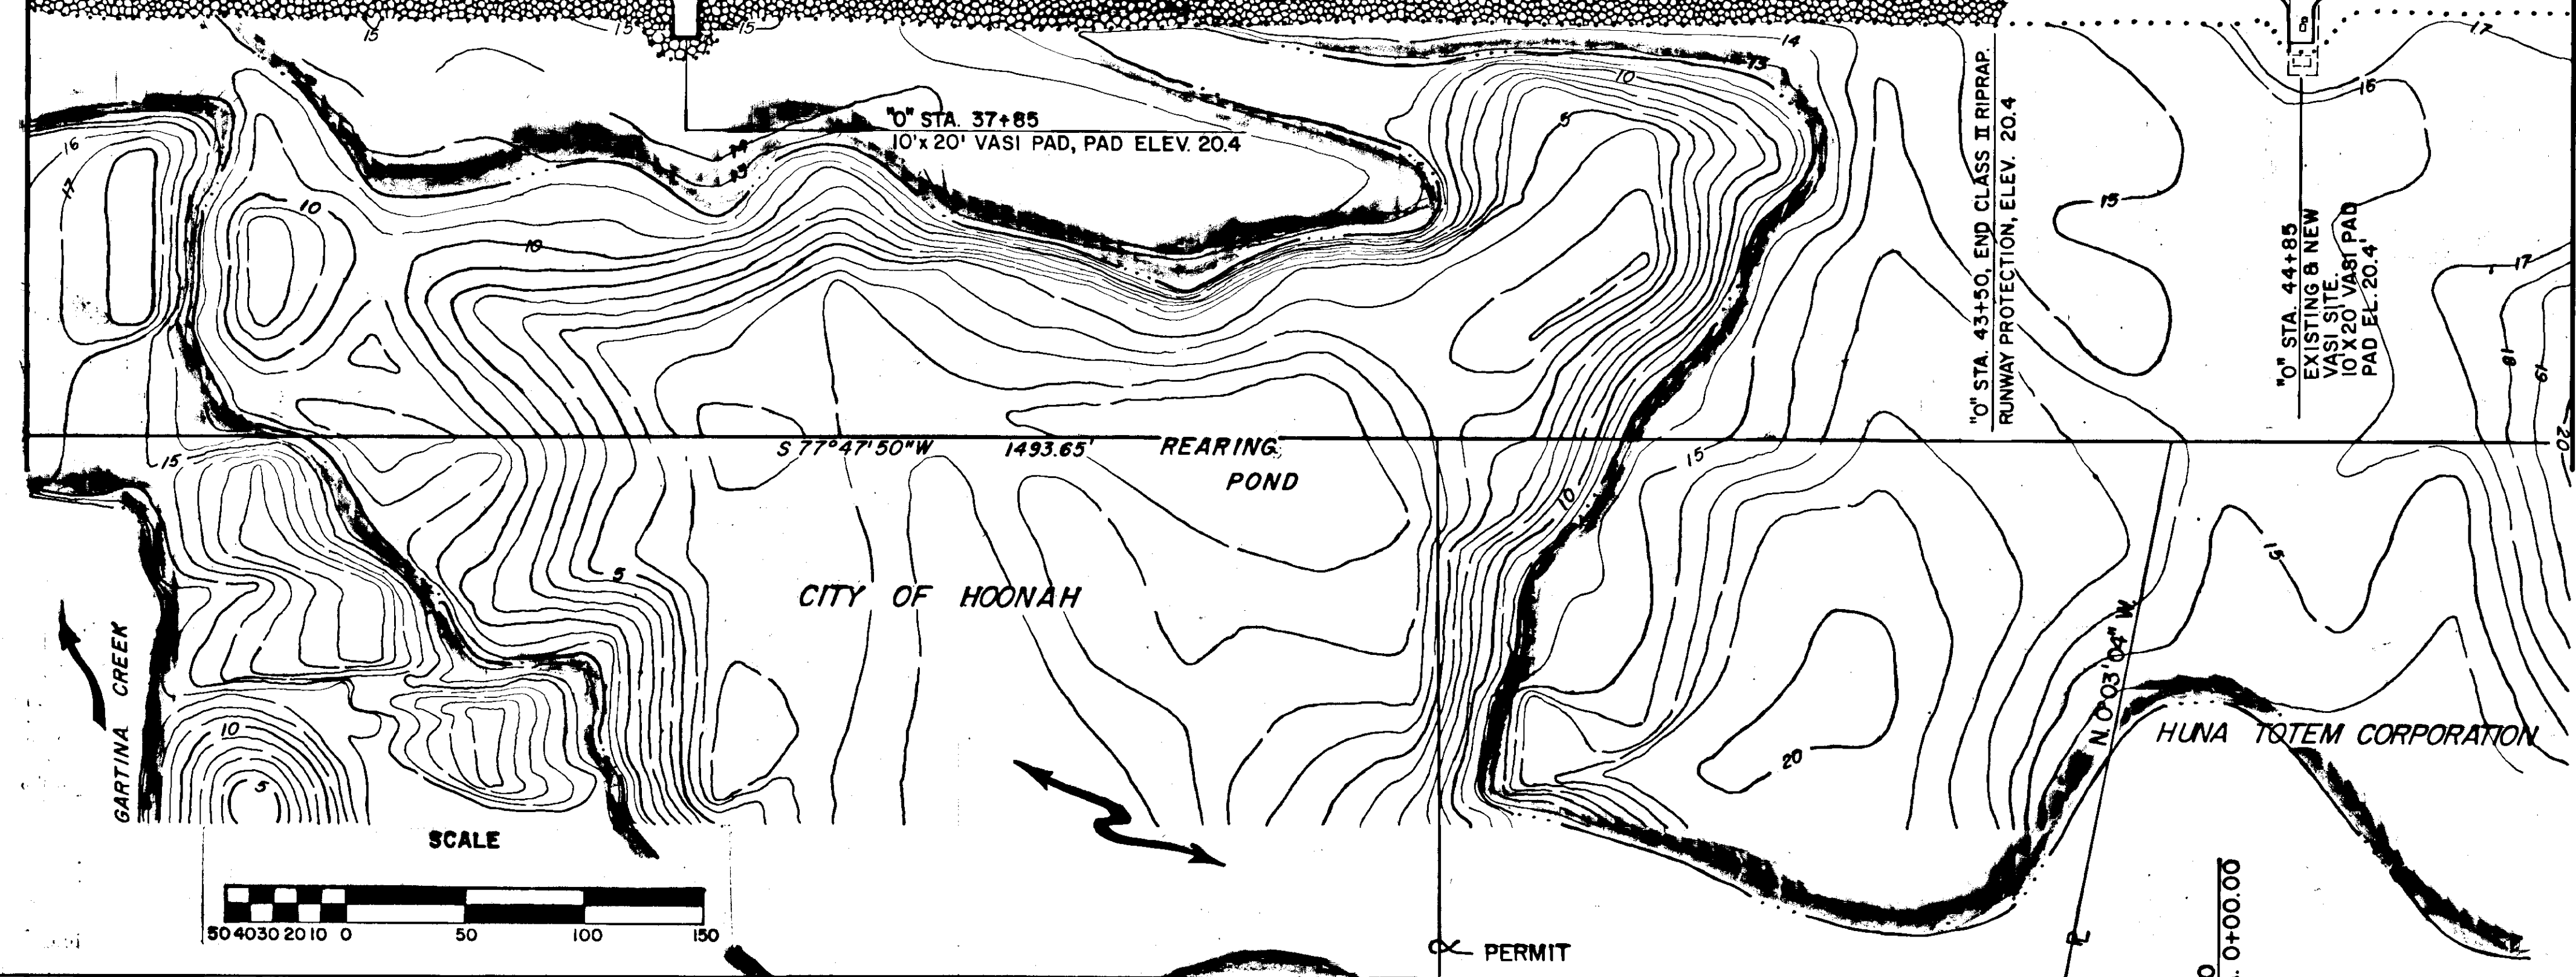 15
15
15
14
17
13
10
16
"O" STA. 37+85
10'x 20' VASI PAD, PAD ELEV. 20.4
5
14
13
16
17
10
10
15
17
"O" STA. 43+50, END CLASS II RIPRAP.
RUNWAY PROTECTION, ELEV. 20.4
"O" STA. 44+85
EXISTING & NEW
VASI SITE.
10'X20' VASI PAD
PAD EL. 20.4'
18
19
20
S 77°47'50"W 1493.65' REARING
POND
15
15
10
15
5
CITY OF HOONAH
GARTINA CREEK
N. 0°03'04" W.
HUNA TOTEM CORPORATION
10
5
20
SCALE
50 40 30 20 10 0 50 100 150
PERMIT
0+00.00